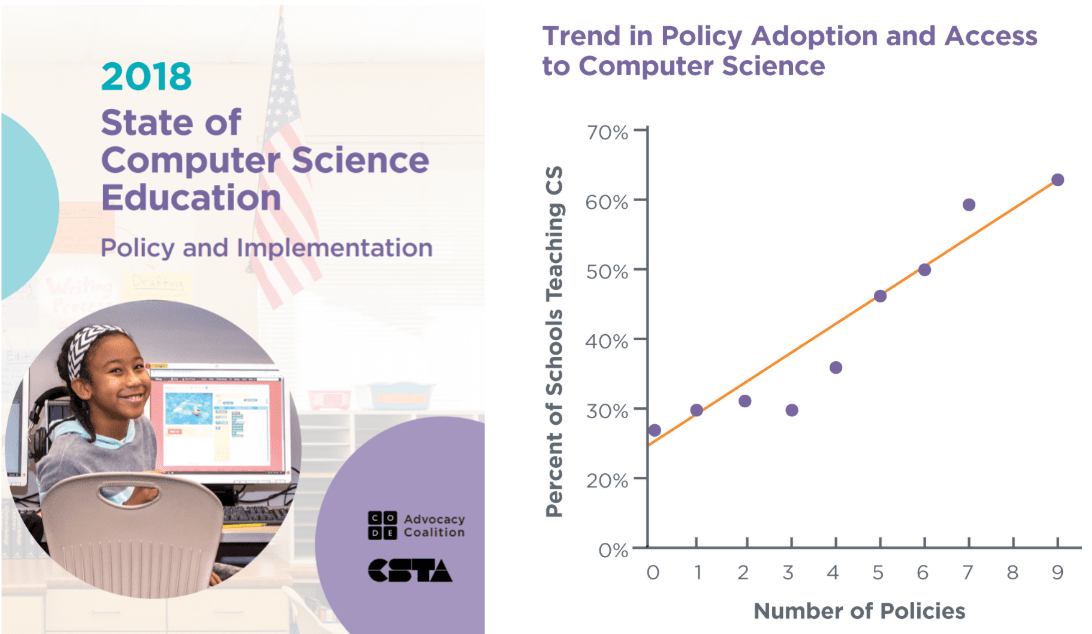 2018
State of
Computer Science
Education
Policy and Implementation
Writing
CODE Advocacy
Coalition
CSTA
Trend in Policy Adoption and Access
to Computer Science
Percent of Schools Teaching CS
70%
60%
50%
40%
30%
20%
0%
0 1 2 3 4 5 6 7 8 9
Number of Policies